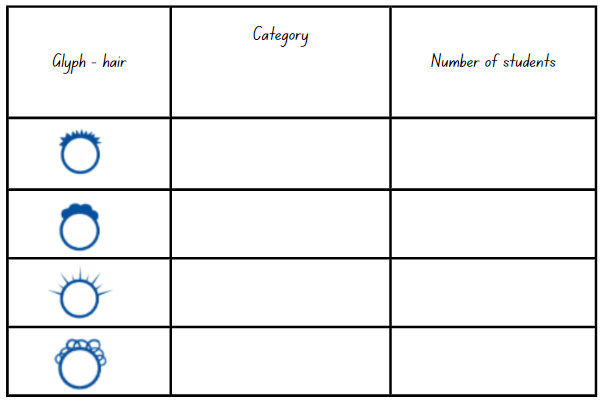 Glyph - hair
Category
Number of students